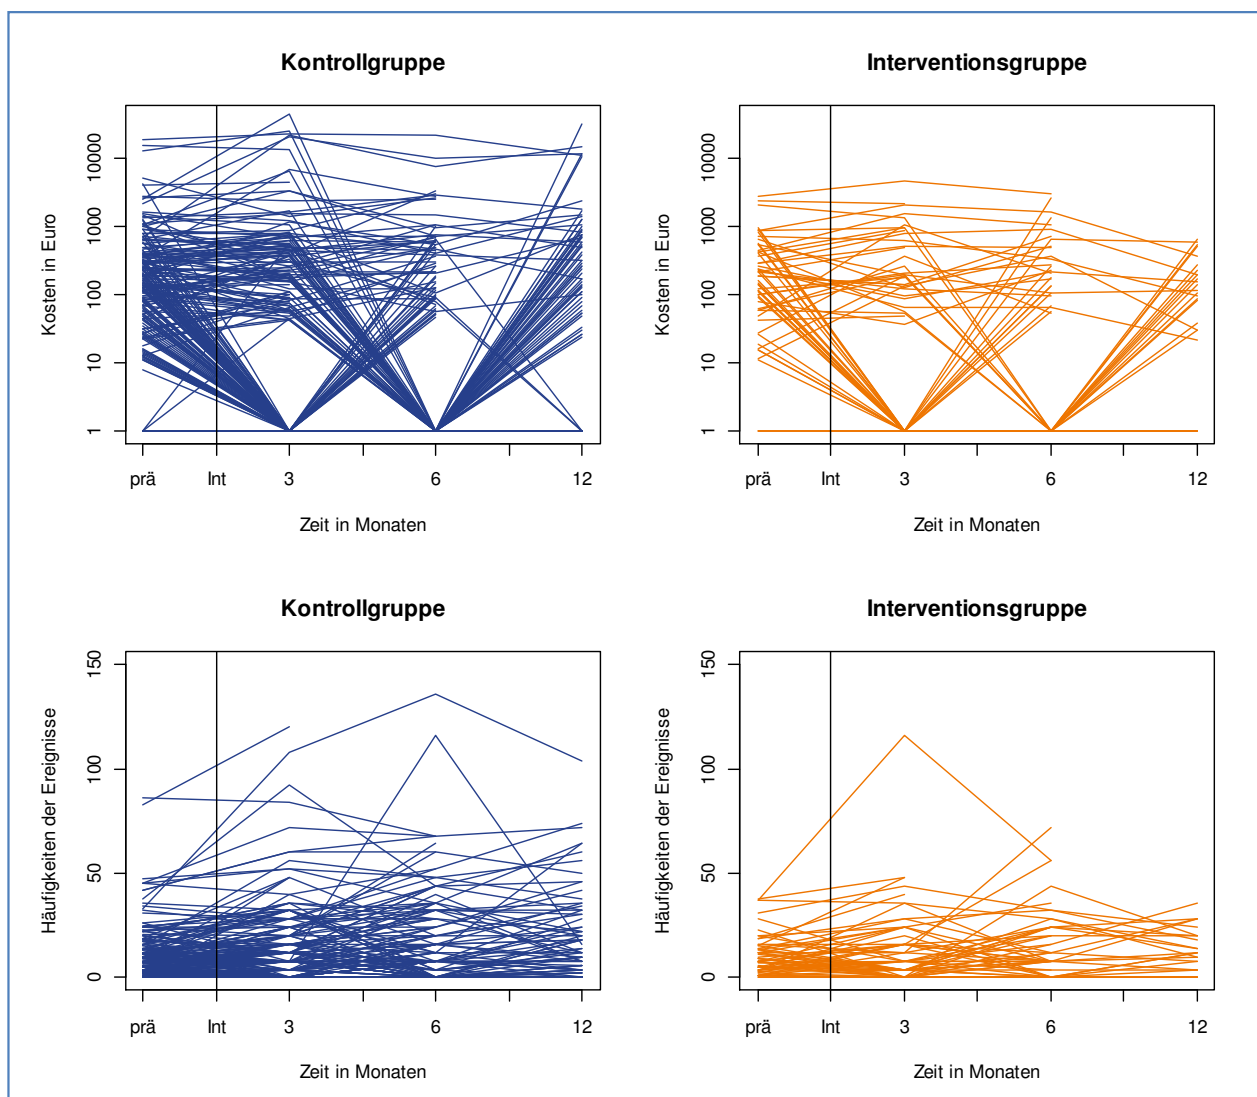 Kontrollgruppe
Interventionsgruppe
Kosten in Euro
10000
1000
100
10
1
prä Int 3 6 12
Zeit in Monaten
Kosten in Euro
10000
1000
100
10
1
prä Int 3 6 12
Zeit in Monaten
Kontrollgruppe
Interventionsgruppe
Häufigkeiten der Ereignisse
150
100
50
0
prä Int 3 6 12
Zeit in Monaten
Häufigkeiten der Ereignisse
150
100
50
0
prä Int 3 6 12
Zeit in Monaten